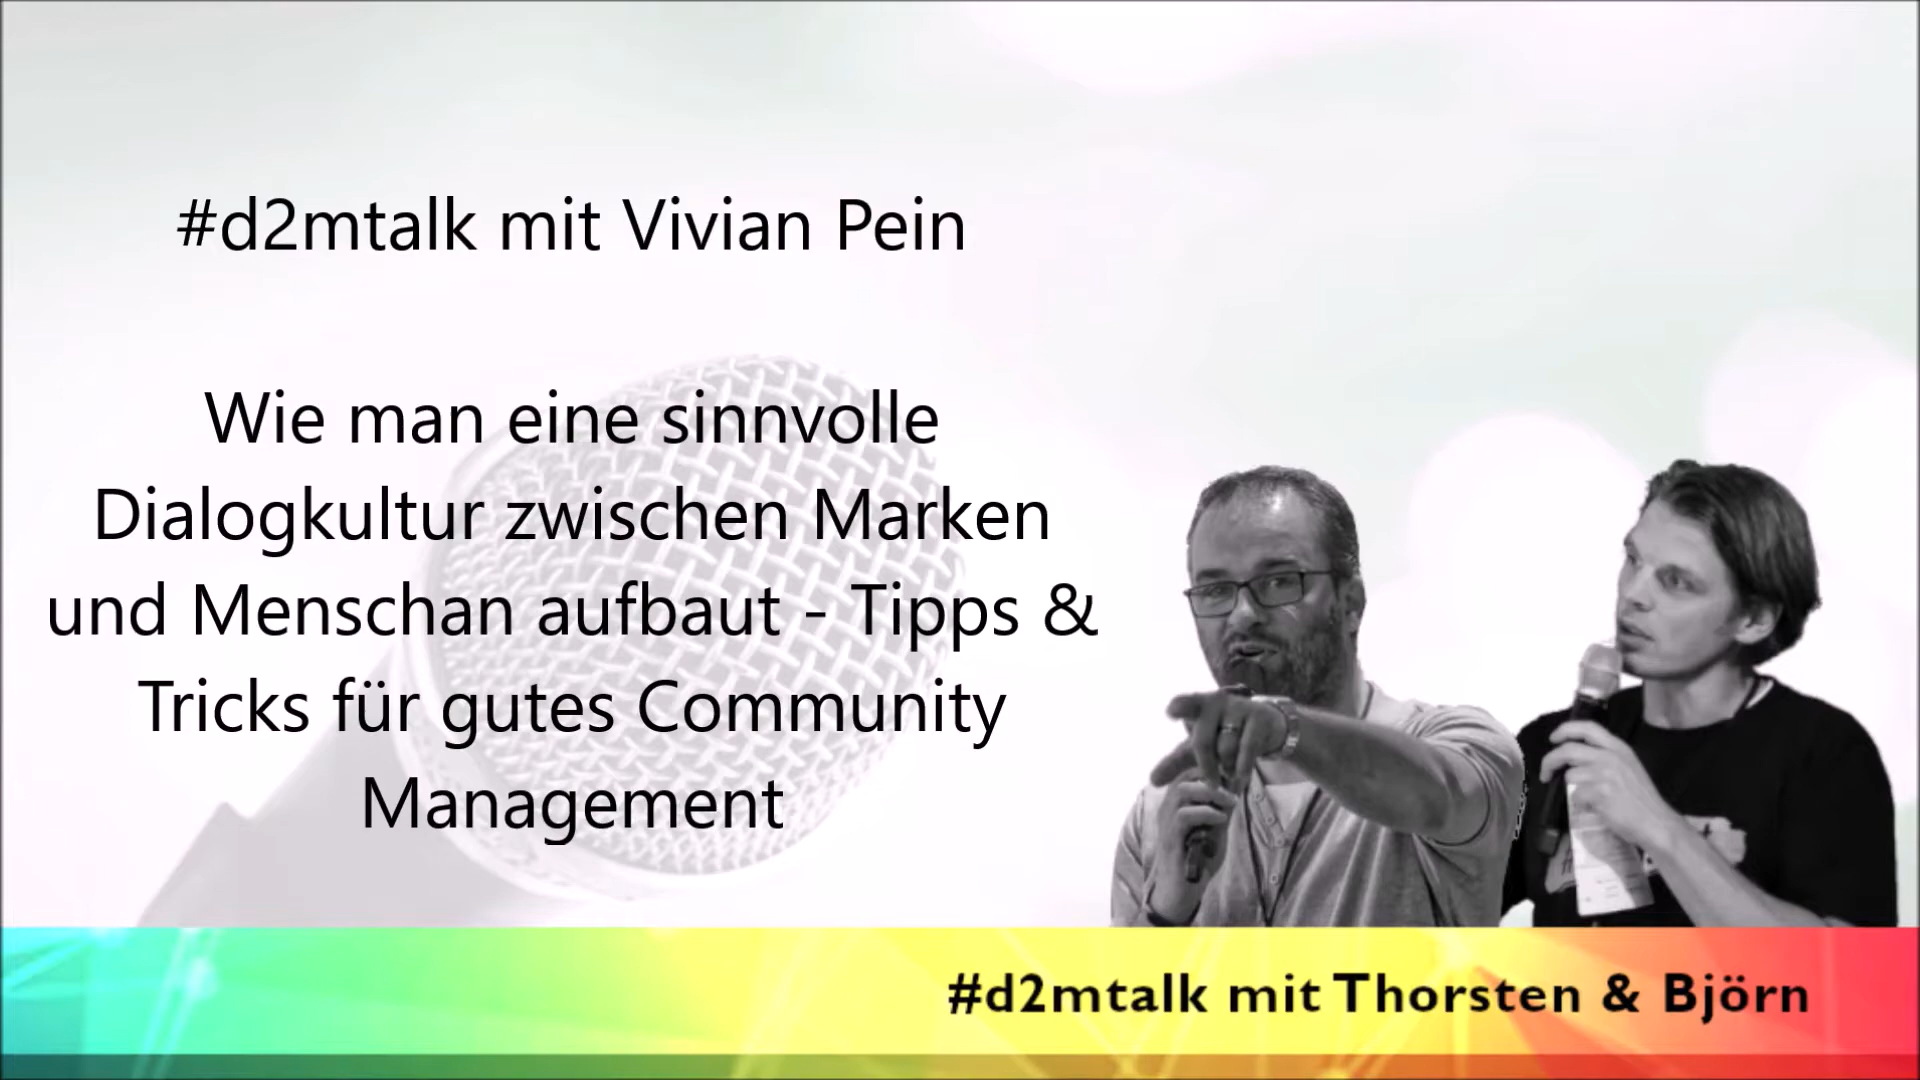 #d2mtalk mit Vivian Pein
Wie man eine sinnvolle
Dialogkultur zwischen Marken
und Menschan aufbaut - Tipps &
Tricks für gutes Community
Management
#d2mtalk mit Thorsten & Björn